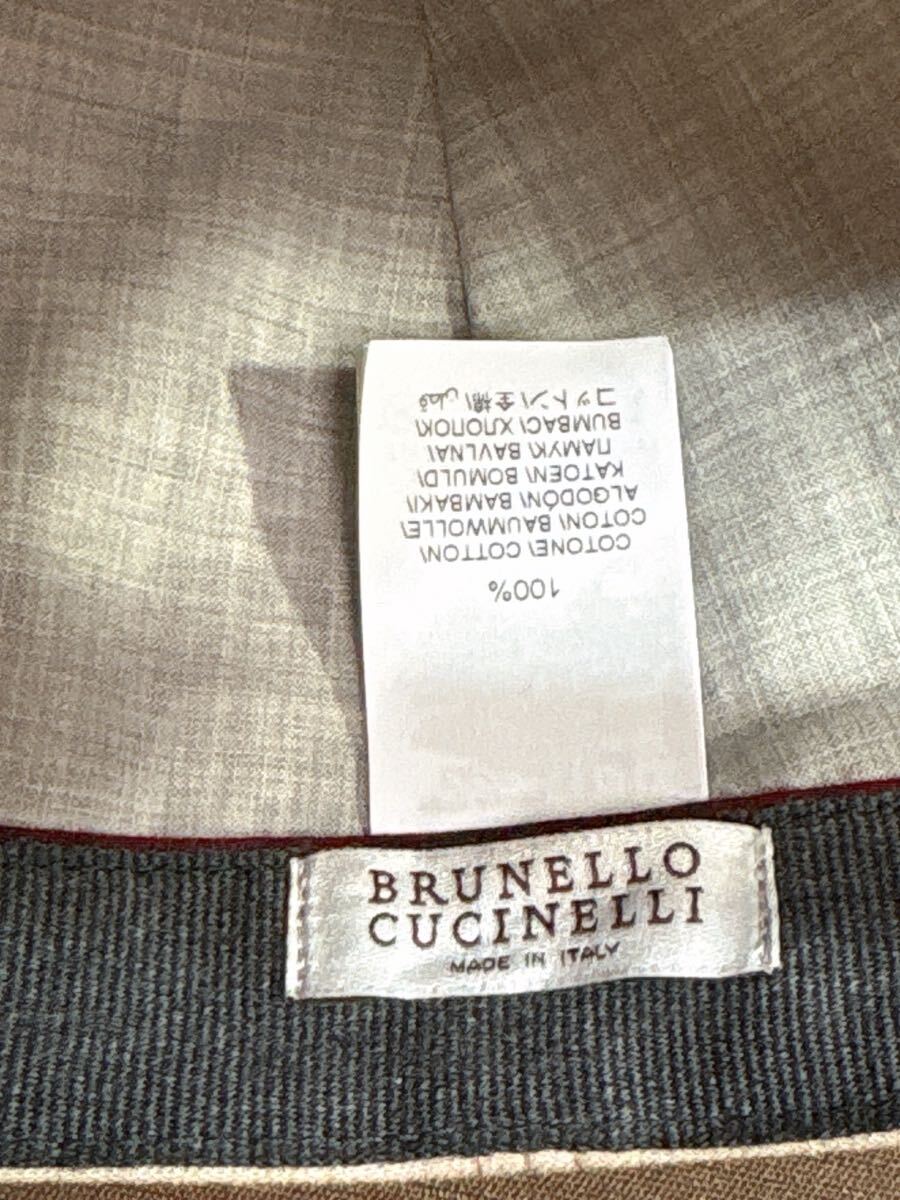 100%
COTONE\ COTTON\
COTON\ BAUMWOLLE\
ALGODÓN\ BAMBAKI\
KATOEN\ BOMULD\
ПАМУК\ BAVLNA\
BUMBAC\ ХЛОПОК\
コットン\ 全棉\ قطن
BRUNELLO
CUCINELLI
MADE IN ITALY